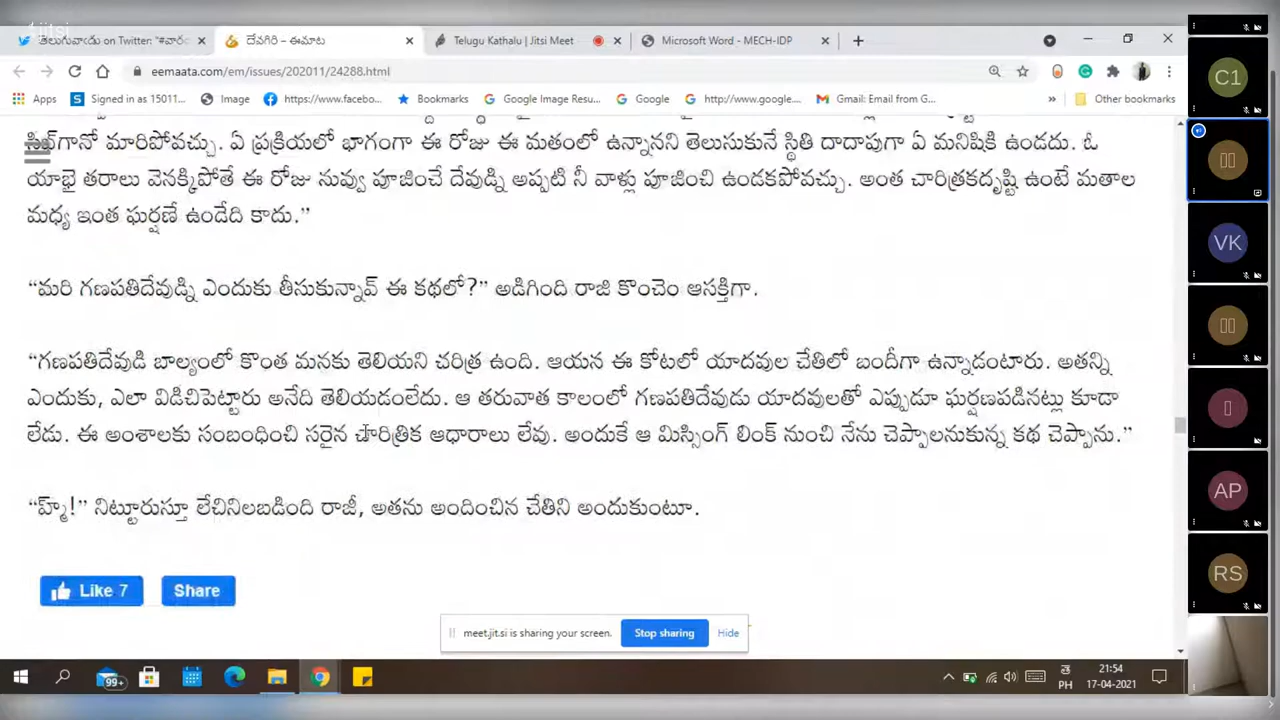 jitsi
తెలుగువాఁడు on Twitter: "#వారం
దేవగిరి – ఈమాట
Telugu Kathalu | Jitsi Meet
Microsoft Word - MECH-IDP
eemaata.com/em/issues/202011/24288.html
Apps
Signed in as 15011...
Image
https://www.facebo...
Bookmarks
Google Image Resu...
Google
http://www.google....
Gmail: Email from G...
»
Other bookmarks
సిఖ్‌గానో మారిపోవచ్చు. ఏ ప్రక్రియలో భాగంగా ఈ రోజు ఈ మతంలో ఉన్నానని తెలుసుకునే స్థితి దాదాపుగా ఏ మనిషికి ఉండదు. ఓ
యాభై తరాలు వెనక్కిపోతే ఈ రోజు నువ్వు పూజించే దేవుడ్ని అప్పటి నీ వాళ్లు పూజించి ఉండకపోవచ్చు. అంత చారిత్రకదృష్టి ఉంటే మతాల
మధ్య ఇంత ఘర్షణే ఉండేది కాదు.”
“మరి గణపతిదేవుడ్ని ఎందుకు తీసుకున్నావ్ ఈ కథలో?” అడిగింది రాజి కొంచెం ఆసక్తిగా.
“గణపతిదేవుడి బాల్యంలో కొంత మనకు తెలియని చరిత్ర ఉంది. ఆయన ఈ కోటలో యాదవుల చేతిలో బందీగా ఉన్నాడంటారు. అతన్ని
ఎందుకు, ఎలా విడిచిపెట్టారు అనేది తెలియడంలేదు. ఆ తరువాత కాలంలో గణపతిదేవుడు యాదవులతో ఎప్పుడూ ఘర్షణపడినట్లు కూడా
లేడు. ఈ అంశాలకు సంబంధించి సరైన చారిత్రిక ఆధారాలు లేవు. అందుకే ఆ మిస్సింగ్ లింక్ నుంచి నేను చెప్పాలనుకున్న కథ చెప్పాను.”
“హ్మ్!” నిట్టూరుస్తూ లేచినిలబడింది రాజీ, అతను అందించిన చేతిని అందుకుంటూ.
Like 7
Share
meet.jit.si is sharing your screen.
Stop sharing
Hide
C1
VK
AP
RS
99+
తె
PH
21:54
17-04-2021